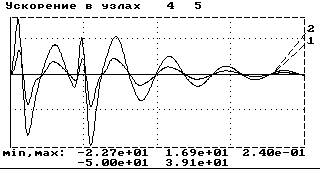 Ускорение в узлах 4 5
2
1
min,max: -2.27e+01 1.69e+01 2.40e-01
-5.00e+01 3.91e+01